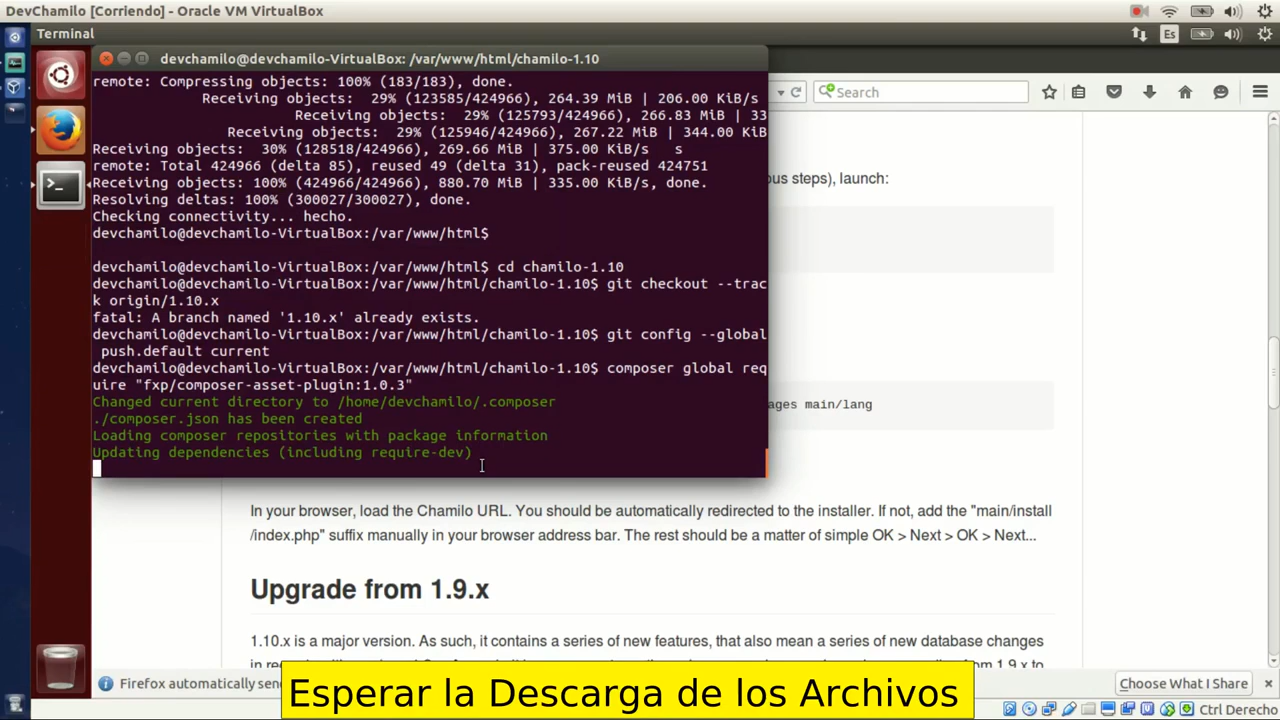 DevChamilo [Corriendo] - Oracle VM VirtualBox
Terminal
Es
devchamilo@devchamilo-VirtualBox: /var/www/html/chamilo-1.10
Search
remote: Compressing objects: 100% (183/183), done.
Receiving objects:  29% (123585/424966), 264.39 MiB | 206.00 KiB/s
Receiving objects:  29% (125793/424966), 266.83 MiB | 33
Receiving objects:  29% (125946/424966), 267.22 MiB | 344.00 KiB
Receiving objects:  30% (128518/424966), 269.66 MiB | 375.00 KiB/s   s
remote: Total 424966 (delta 85), reused 49 (delta 31), pack-reused 424751
Receiving objects: 100% (424966/424966), 880.70 MiB | 335.00 KiB/s, done.
Resolving deltas: 100% (300027/300027), done.
Checking connectivity... hecho.
devchamilo@devchamilo-VirtualBox:/var/www/html$
devchamilo@devchamilo-VirtualBox:/var/www/html$ cd chamilo-1.10
devchamilo@devchamilo-VirtualBox:/var/www/html/chamilo-1.10$ git checkout --trac
k origin/1.10.x
fatal: A branch named '1.10.x' already exists.
devchamilo@devchamilo-VirtualBox:/var/www/html/chamilo-1.10$ git config --global
push.default current
devchamilo@devchamilo-VirtualBox:/var/www/html/chamilo-1.10$ composer global req
uire "fxp/composer-asset-plugin:1.0.3"
Changed current directory to /home/devchamilo/.composer
./composer.json has been created
Loading composer repositories with package information
Updating dependencies (including require-dev)
ous steps), launch:
ages main/lang
In your browser, load the Chamilo URL. You should be automatically redirected to the installer. If not, add the "main/install
/index.php" suffix manually in your browser address bar. The rest should be a matter of simple OK > Next > OK > Next...
Upgrade from 1.9.x
1.10.x is a major version. As such, it contains a series of new features, that also mean a series of new database changes
Firefox automatically sen
Choose What I Share
Esperar la Descarga de los Archivos
Ctrl Derecho